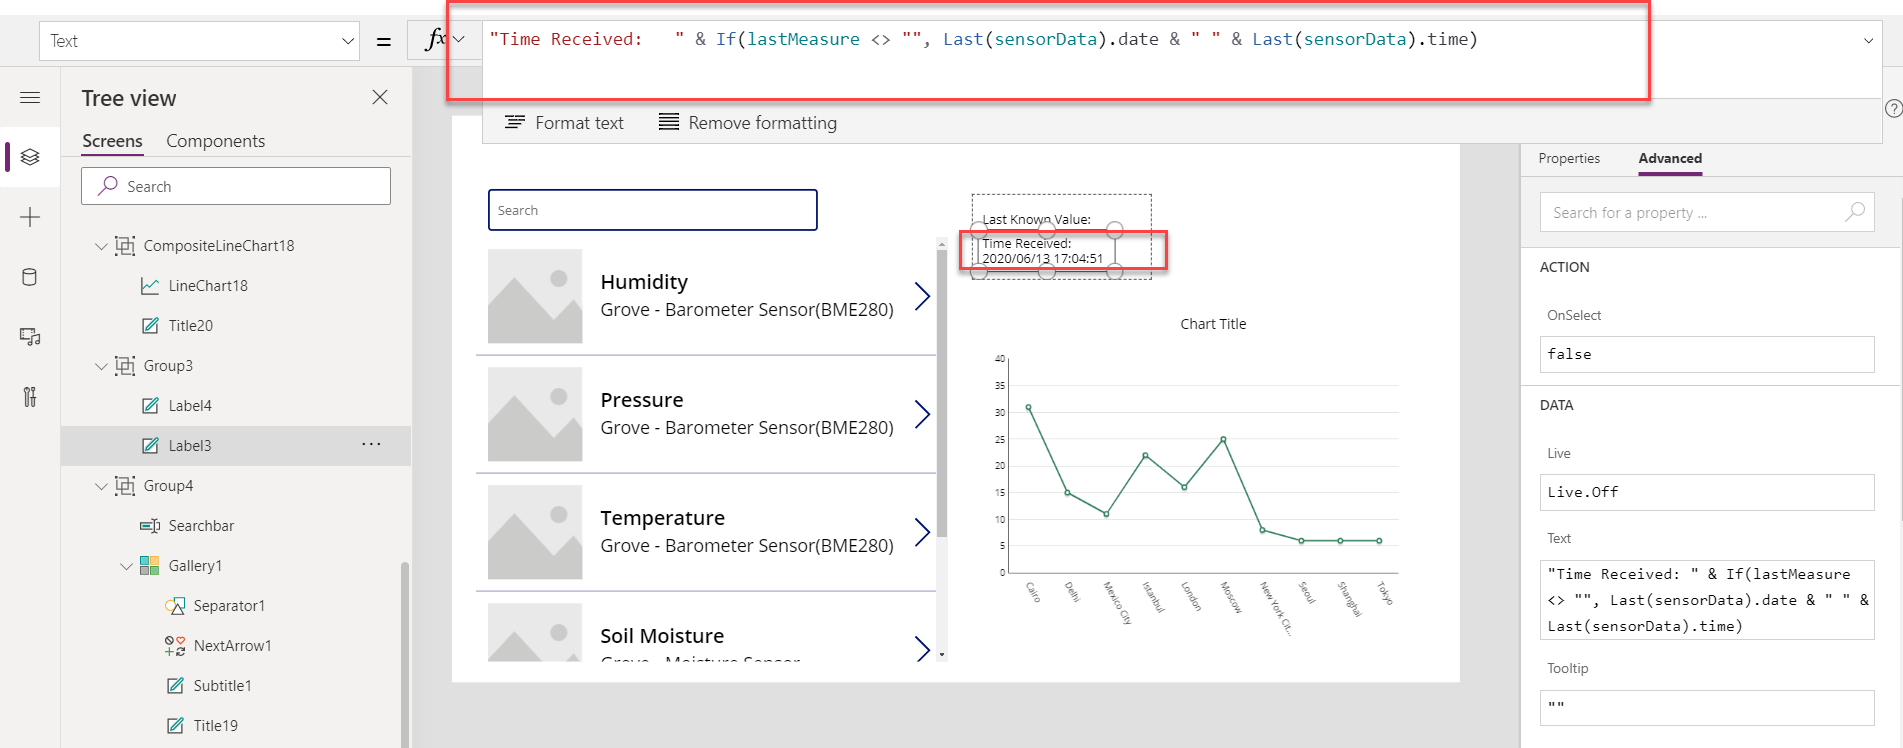 Text
=
fx
"Time Received:   " & If(lastMeasure <> "", Last(sensorData).date & " " & Last(sensorData).time)
Format text
Remove formatting
Tree view
Screens
Components
Search
CompositeLineChart18
LineChart18
Title20
Group3
Label4
Label3
...
Group4
Searchbar
Gallery1
Separator1
NextArrow1
Subtitle1
Title19
Search
Humidity
Grove - Barometer Sensor(BME280)
Pressure
Grove - Barometer Sensor(BME280)
Temperature
Grove - Barometer Sensor(BME280)
Soil Moisture
Grove - Moisture Sensor
Last Known Value:
Time Received:
2020/06/13 17:04:51
Chart Title
40
35
30
25
20
15
10
5
0
Cairo
Delhi
Mexico City
Istanbul
London
Moscow
New York Cit...
Seoul
Shanghai
Tokyo
?
Properties
Advanced
Search for a property ...
ACTION
OnSelect
false
DATA
Live
Live.Off
Text
"Time Received: " & If(lastMeasure
<> "", Last(sensorData).date & " " &
Last(sensorData).time)
Tooltip
""